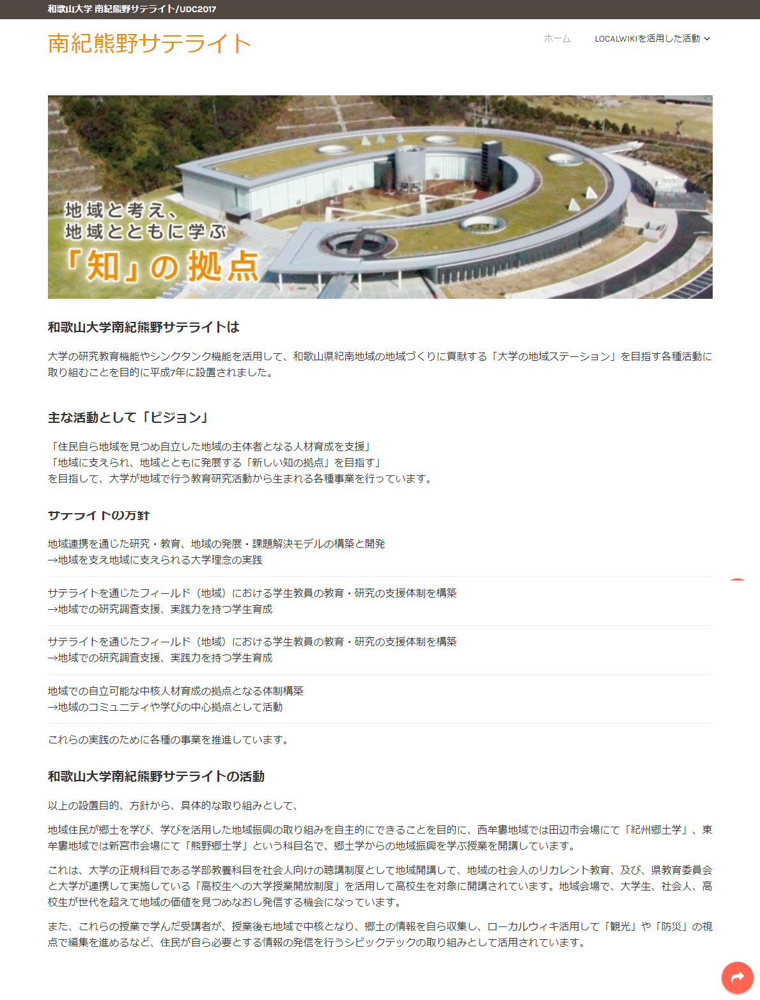 和歌山大学 南紀熊野サテライト/UDC2017
南紀熊野サテライト
ホーム
LOCALWIKIを活用した活動
地域と考え、
地域とともに学ぶ
「知」の拠点
和歌山大学南紀熊野サテライトは
大学の研究教育機能やシンクタンク機能を活用して、和歌山県紀南地域の地域づくりに貢献する「大学の地域ステーション」を目指す各種活動に
取り組むことを目的に平成7年に設置されました。
主な活動として「ビジョン」
「住民自ら地域を見つめ自立した地域の主体者となる人材育成を支援」
「地域に支えられ、地域とともに発展する「新しい知の拠点」を目指す」
を目指して、大学が地域で行う教育研究活動から生まれる各種事業を行っています。
サテライトの方針
地域連携を通じた研究・教育、地域の発展・課題解決モデルの構築と開発
→地域を支え地域に支えられる大学理念の実践
サテライトを通じたフィールド（地域）における学生教員の教育・研究の支援体制を構築
→地域での研究調査支援、実践力を持つ学生育成
サテライトを通じたフィールド（地域）における学生教員の教育・研究の支援体制を構築
→地域での研究調査支援、実践力を持つ学生育成
地域での自立可能な中核人材育成の拠点となる体制構築
→地域のコミュニティや学びの中心拠点として活動
これらの実践のために各種の事業を推進しています。
和歌山大学南紀熊野サテライトの活動
以上の設置目的、方針から、具体的な取り組みとして、
地域住民が郷土を学び、学びを活用した地域振興の取り組みを自主的にできることを目的に、西牟婁地域では田辺市会場にて「紀州郷土学」、東
牟婁地域では新宮市会場にて「熊野郷土学」という科目名で、郷土学からの地域振興を学ぶ授業を開講しています。
これは、大学の正規科目である学部教養科目を社会人向けの聴講制度として地域開講して、地域の社会人のリカレント教育、及び、県教育委員会
と大学が連携して実施している「高校生への大学授業開放制度」を活用して高校生を対象に開講されています。地域会場で、大学生、社会人、高
校生が世代を超えて地域の価値を見つめなおし発信する機会になっています。
また、これらの授業で学んだ受講者が、授業後も地域で中核となり、郷土の情報を自ら収集し、ローカルウィキ活用して「観光」や「防災」の視
点で編集を進めるなど、住民が自ら必要とする情報の発信を行うシビックテックの取り組みとして活用されています。